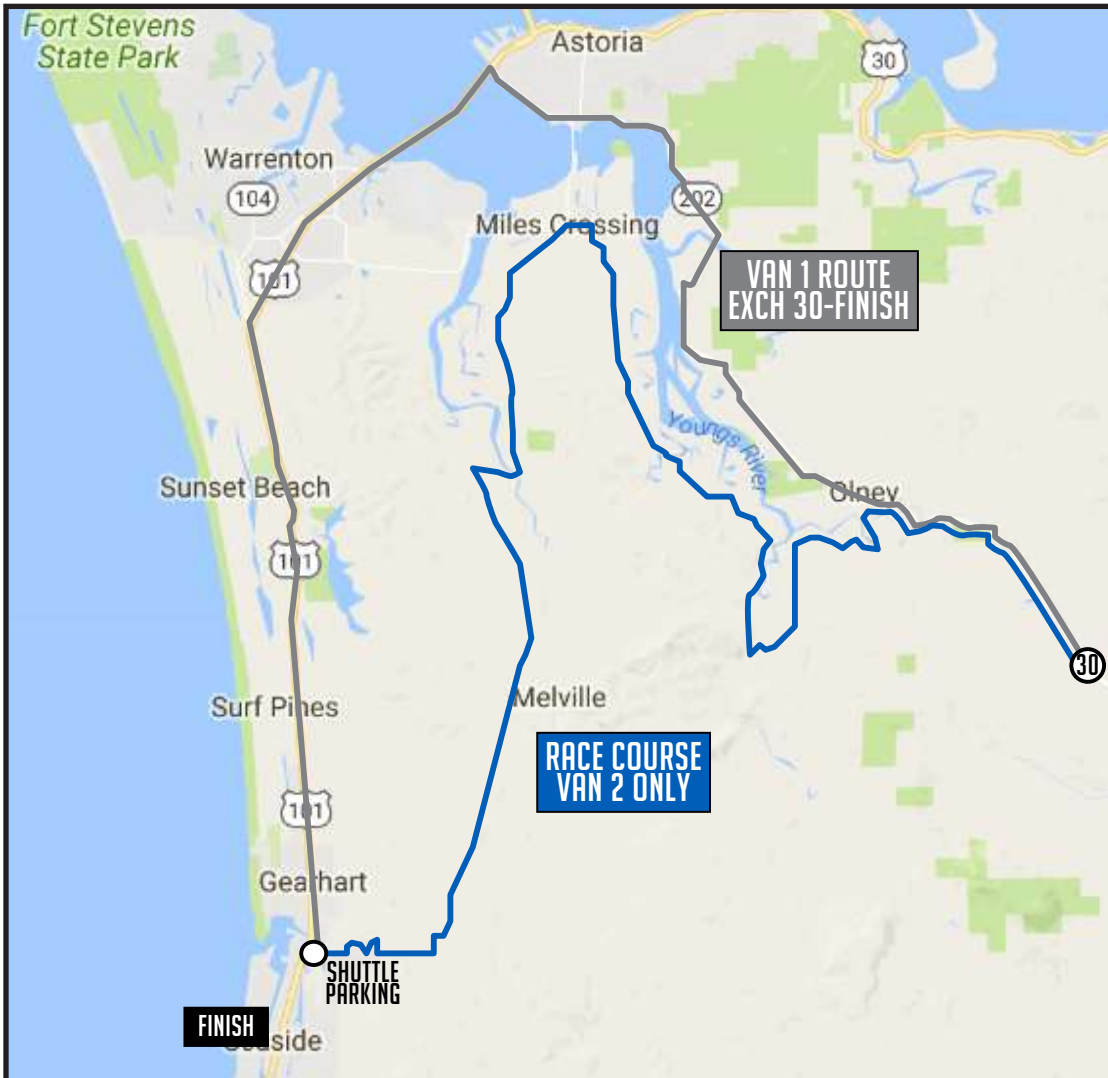 Fort Stevens
State Park
Astoria
30
Warrenton
104
202
Miles Crossing
101
VAN 1 ROUTE
EXCH 30-FINISH
Youngs River
Sunset Beach
Olney
101
30
Melville
Surf Pines
RACE COURSE
VAN 2 ONLY
101
Gearhart
SHUTTLE
PARKING
FINISH
Seaside